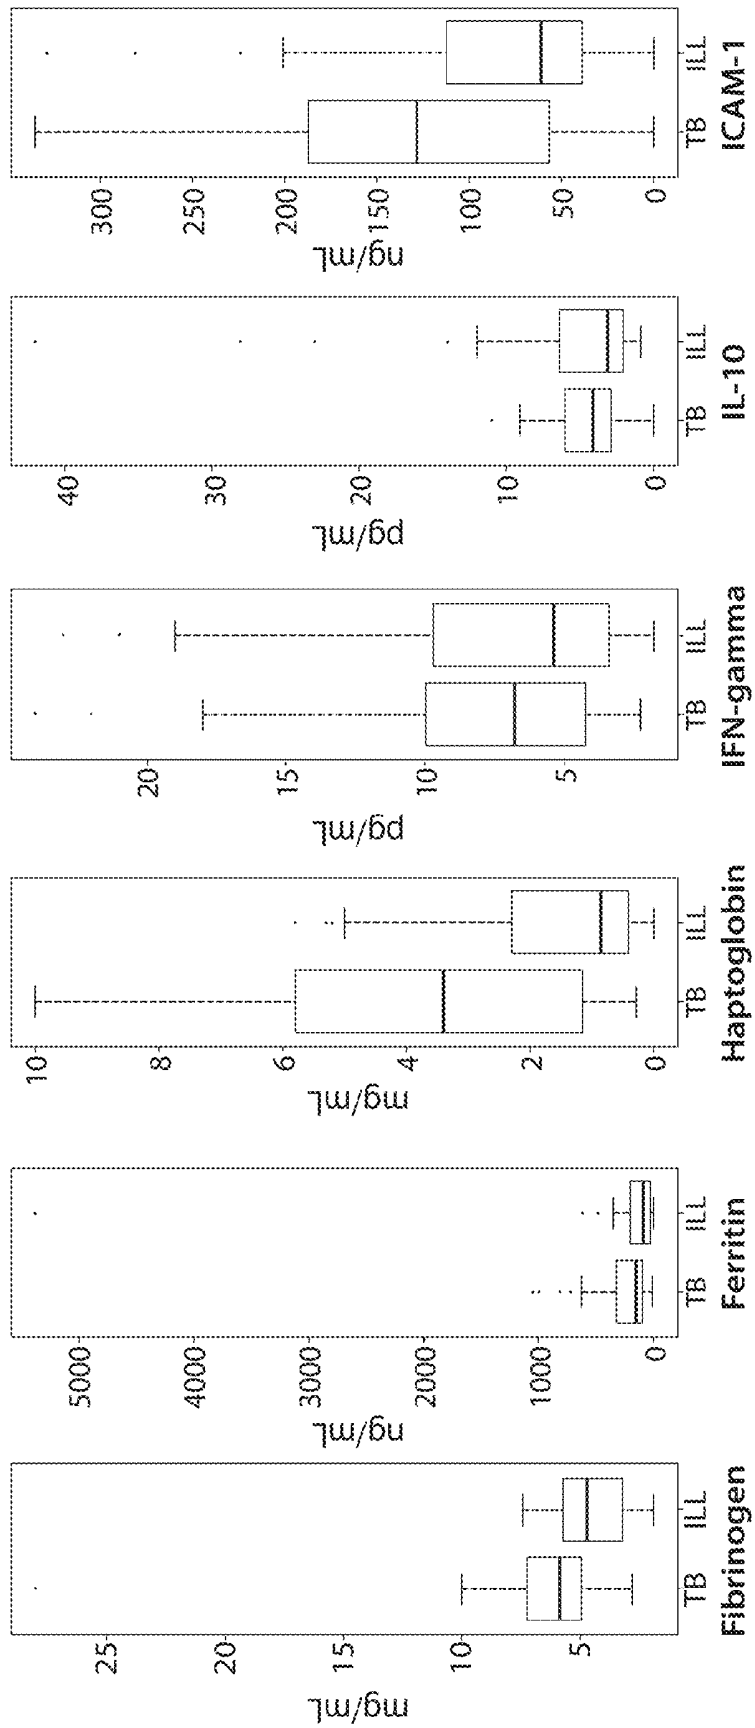 mg/mL
25
20
15
10
5
TB ILL
Fibrinogen
ng/mL
5000
4000
3000
2000
1000
0
TB ILL
Ferritin
mg/mL
10
8
6
4
2
0
TB ILL
Haptoglobin
pg/mL
20
15
10
5
TB ILL
IFN-gamma
pg/mL
40
30
20
10
0
TB ILL
IL-10
ng/mL
300
250
200
150
100
50
0
TB ILL
ICAM-1